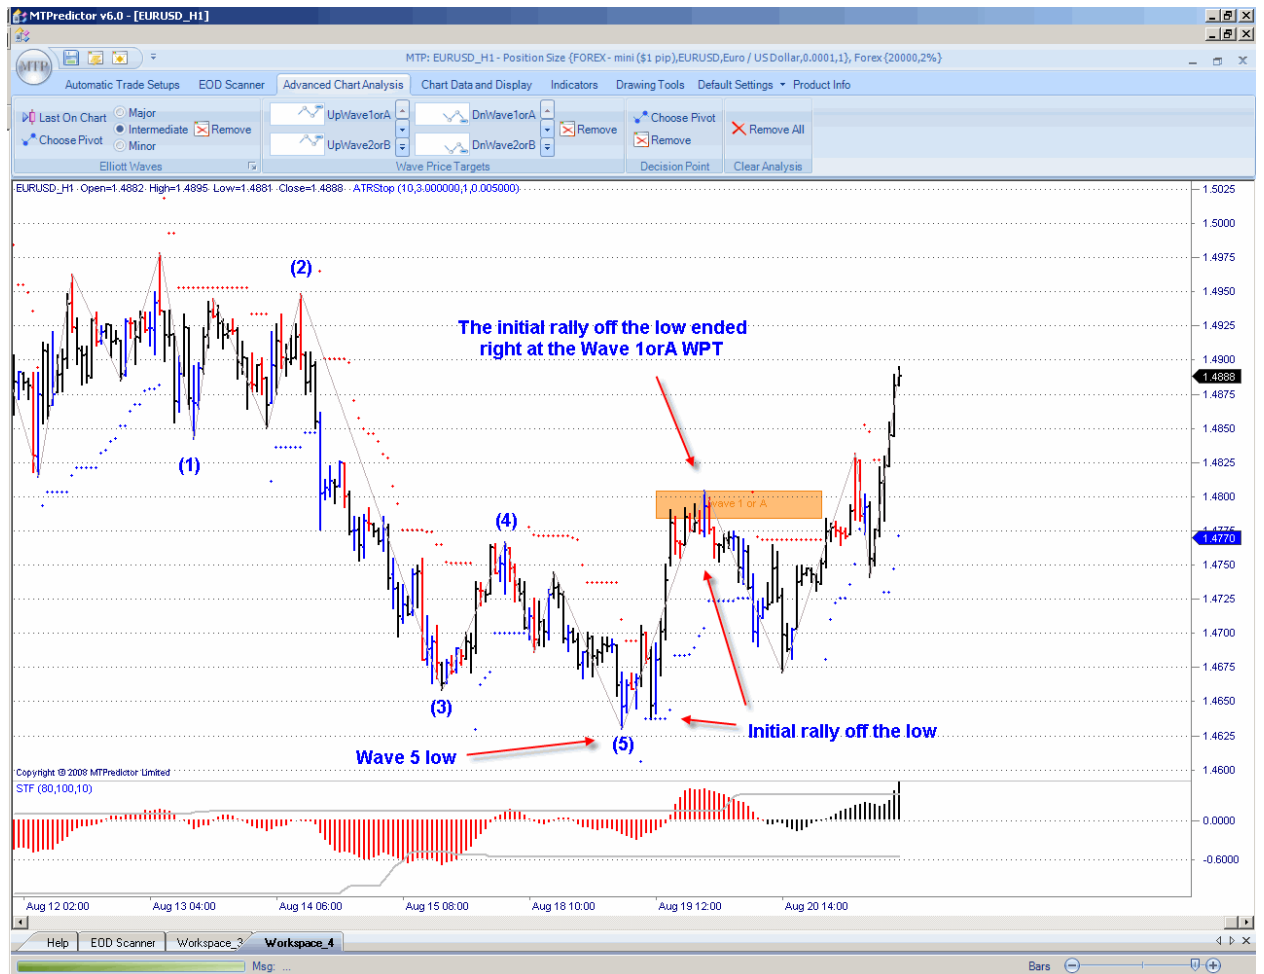 MTPredictor v6.0 - [EURUSD_H1]
MTP
MTP: EURUSD_H1 - Position Size {FOREX - mini ($1 pip),EURUSD,Euro / US Dollar,0.0001,1}, Forex {20000,2%}
Automatic Trade Setups EOD Scanner Advanced Chart Analysis Chart Data and Display Indicators Drawing Tools Default Settings Product Info
Last On Chart
Choose Pivot
Major
Intermediate
Minor
Remove
Elliott Waves
UpWave1orA
UpWave2orB
DnWave1orA
DnWave2orB
Remove
Wave Price Targets
Choose Pivot
Remove
Decision Point
Remove All
Clear Analysis
EURUSD_H1 Open=1.4882 High=1.4895 Low=1.4881 Close=1.4888 ATRStop (10,3.000000,1,0.005000)
1.5025
1.5000
1.4975
1.4950
1.4925
1.4900
1.4888
1.4875
1.4850
1.4825
1.4800
1.4775
1.4770
1.4750
1.4725
1.4700
1.4675
1.4650
1.4625
1.4600
(2)
The initial rally off the low ended
right at the Wave 1orA WPT
(1)
wave 1 or A
(4)
(3)
Initial rally off the low
(5)
Wave 5 low
Copyright © 2008 MTPredictor Limited
STF (80,100,10)
0.0000
-0.6000
Aug 12 02:00 Aug 13 04:00 Aug 14 06:00 Aug 15 08:00 Aug 18 10:00 Aug 19 12:00 Aug 20 14:00
Help EOD Scanner Workspace_3 Workspace_4
Msg: ... Bars